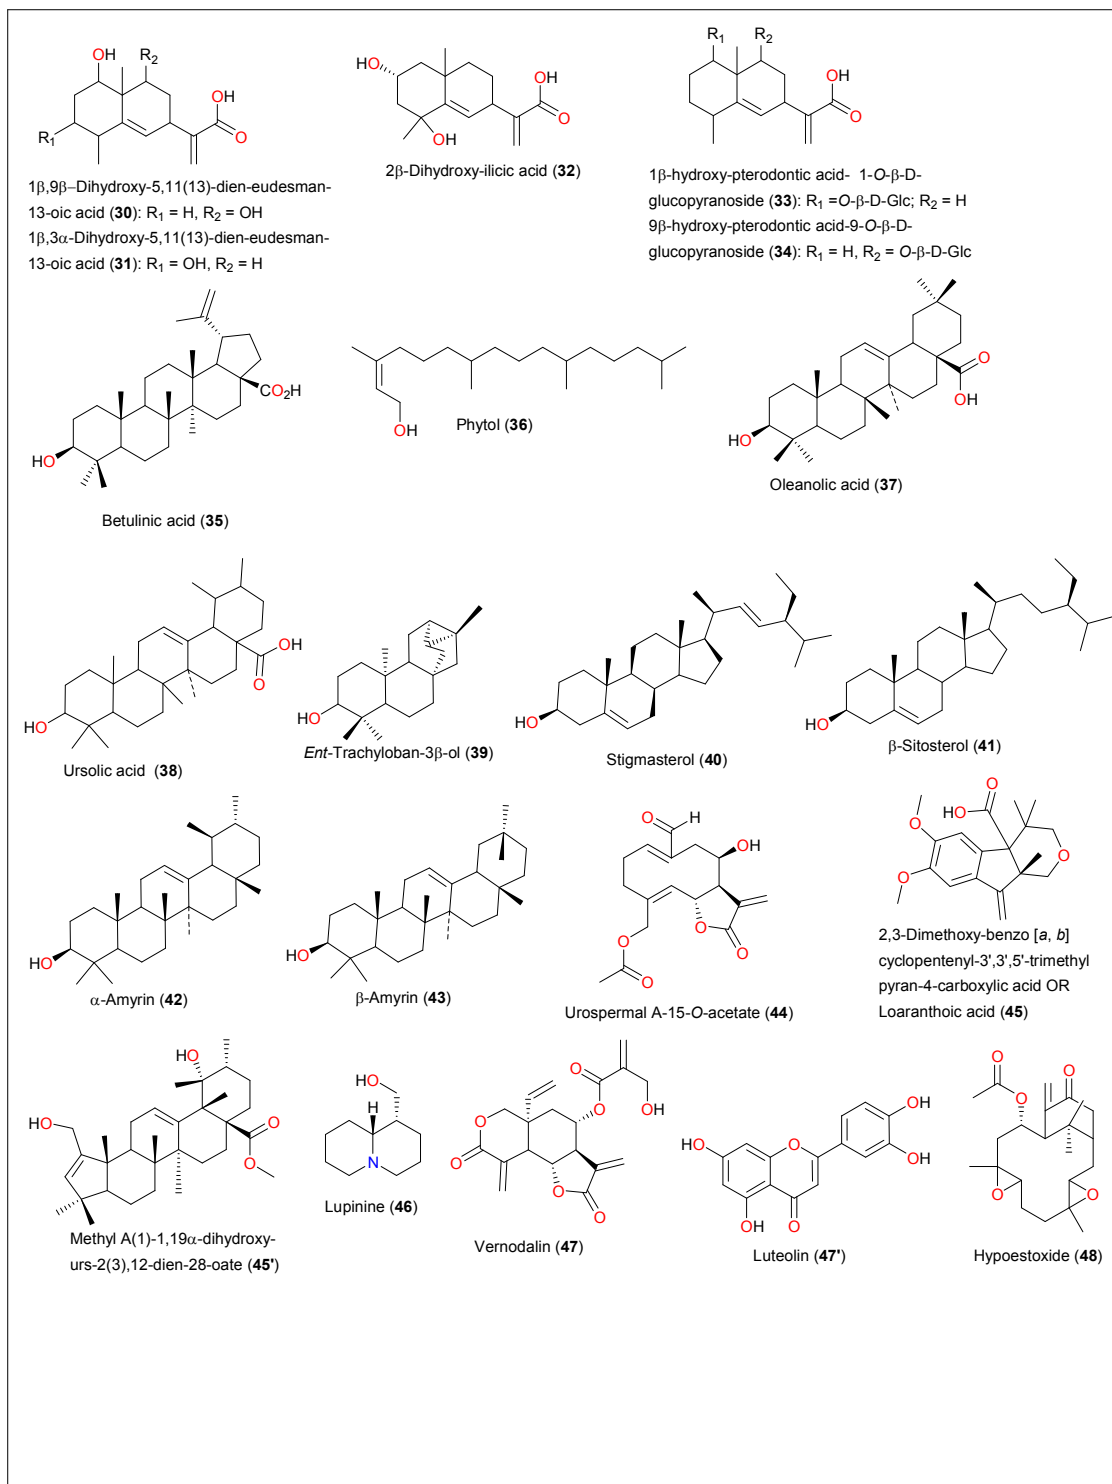 OH
R2
OH
O
R1
1β,9β–Dihydroxy-5,11(13)-dien-eudesman-
13-oic acid (30): R1 = H, R2 = OH
1β,3α-Dihydroxy-5,11(13)-dien-eudesman-
13-oic acid (31): R1 = OH, R2 = H
HO
OH
O
OH
2β-Dihydroxy-ilicic acid (32)
R1
R2
OH
O
1β-hydroxy-pterodontic acid- 1-O-β-D-
glucopyranoside (33): R1 =O-β-D-Glc; R2 = H
9β-hydroxy-pterodontic acid-9-O-β-D-
glucopyranoside (34): R1 = H, R2 = O-β-D-Glc
CO2H
HO
Betulinic acid (35)
OH
Phytol (36)
O
OH
HO
Oleanolic acid (37)
OH
O
HO
Ursolic acid (38)
HO
Ent-Trachyloban-3β-ol (39)
HO
Stigmasterol (40)
HO
β-Sitosterol (41)
HO
α-Amyrin (42)
HO
β-Amyrin (43)
O
H
OH
O
O
O
O
Urospermal A-15-O-acetate (44)
O
HO
O
O
O
2,3-Dimethoxy-benzo [a, b]
cyclopentenyl-3',3',5'-trimethyl
pyran-4-carboxylic acid OR
Loaranthoic acid (45)
HO
HO
O
O
Methyl A(1)-1,19α-dihydroxy-
urs-2(3),12-dien-28-oate (45')
HO
H
N
Lupinine (46)
O
O
OH
O
O
O
O
Vernodalin (47)
OH
OH
HO
O
OH
O
Luteolin (47')
O
O
O
O
O
Hypoestoxide (48)